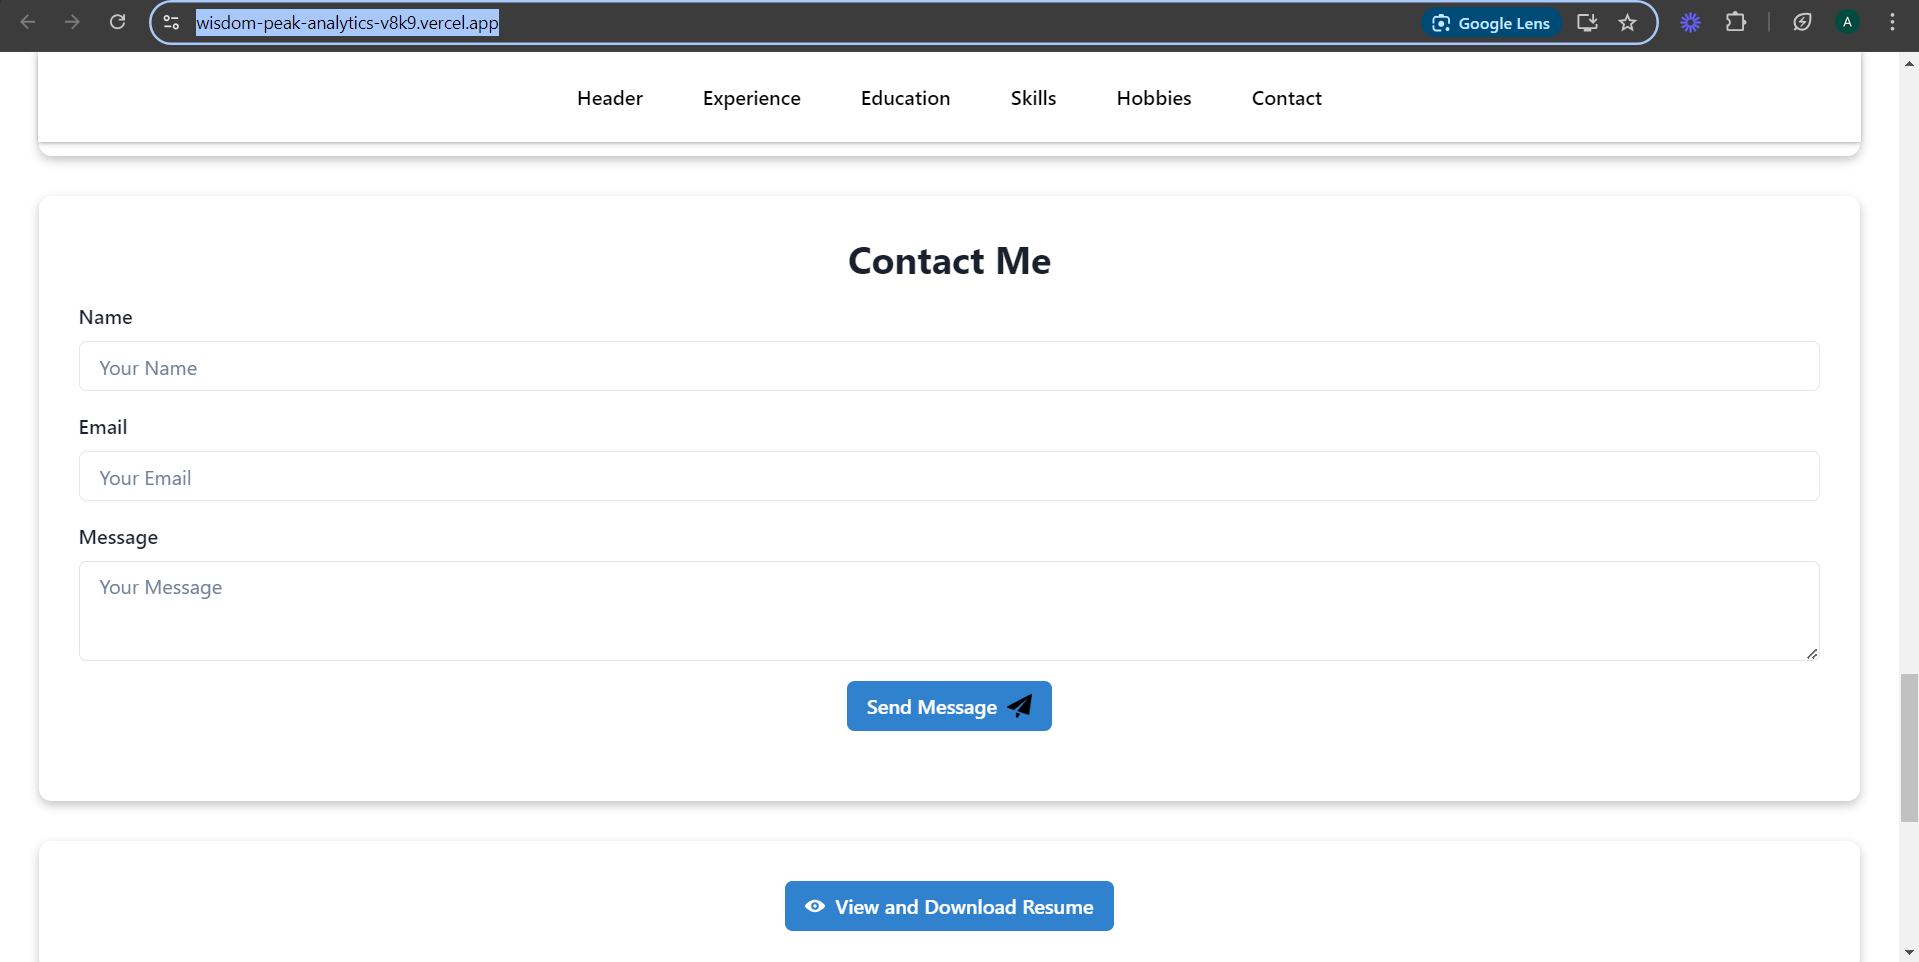 wisdom-peak-analytics-v8k9.vercel.app
Google Lens
A
Header Experience Education Skills Hobbies Contact
Contact Me
Name
Your Name
Email
Your Email
Message
Your Message
Send Message
View and Download Resume